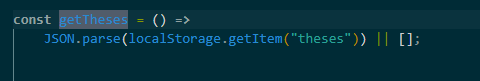 const getTheses = () =>
JSON.parse(localStorage.getItem("theses")) || [];